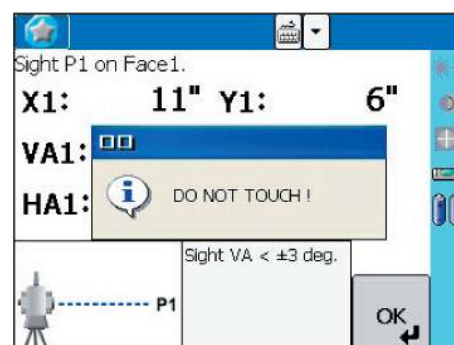 Sight P1 on Face1.
X1: 11" Y1: 6"
VA1:
HA1:
DO NOT TOUCH !
Sight VA < ±3 deg.
P1
OK